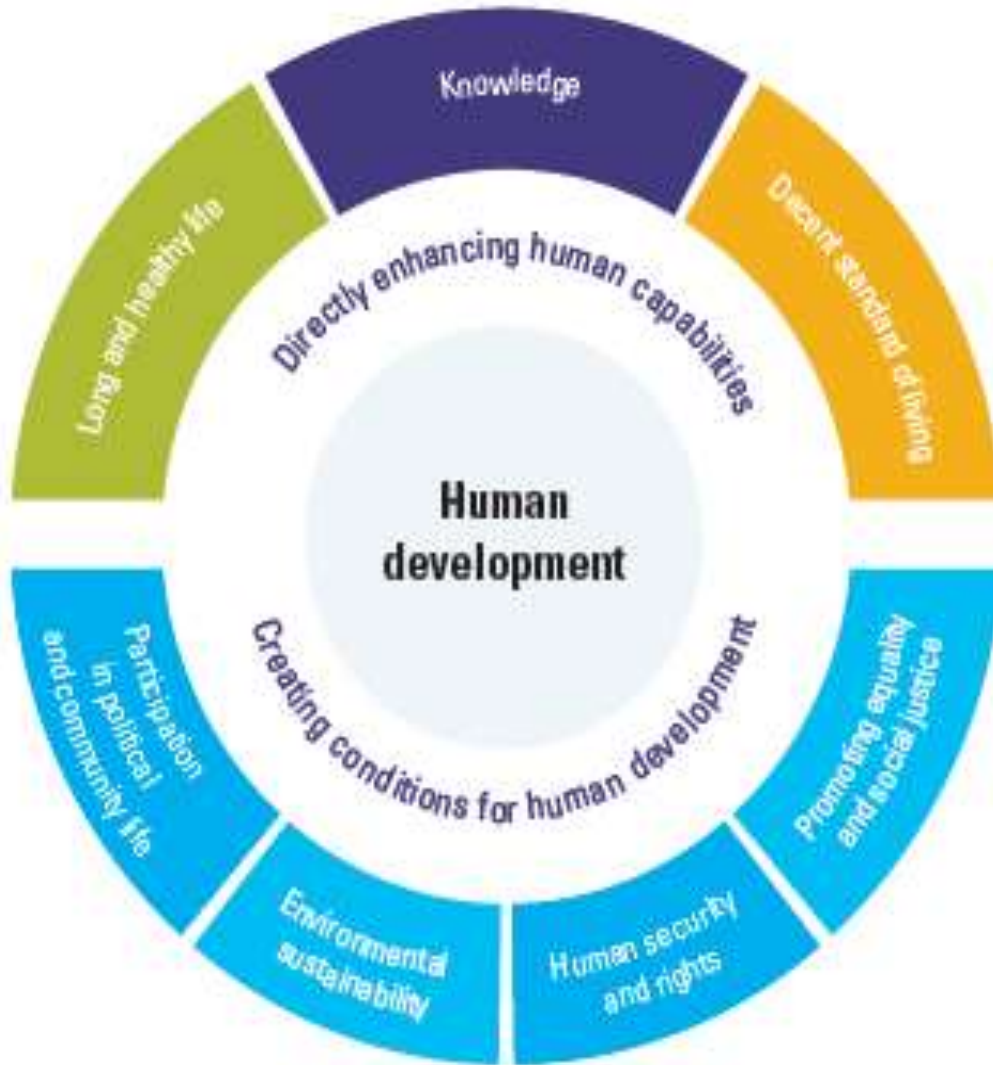 Knowledge
Long and healthy life
Decent standard of living
Directly enhancing human capabilities
Human
development
Creating conditions for human development
Participation
in political
and community life
Environmental
sustainability
Human security
and rights
Promoting equality
and social justice